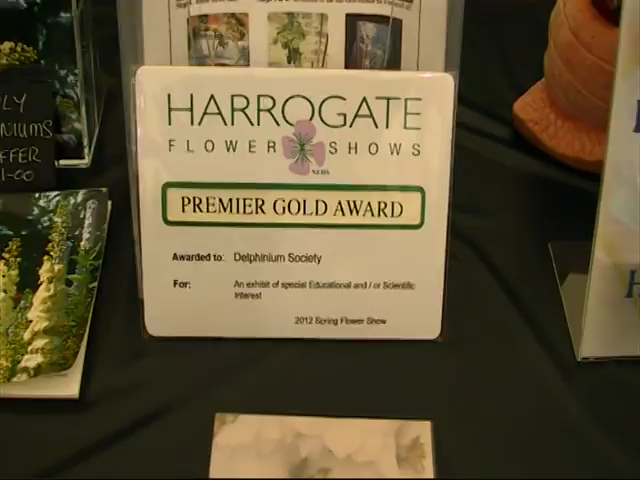 HARROGATE
FLOWER SHOWS
PREMIER GOLD AWARD
Awarded to: Delphinium Society
For: An exhibit of special Educational and / or Scientific
Interest
2012 Spring Flower Show
LY
NIUMS
FFER
1-00